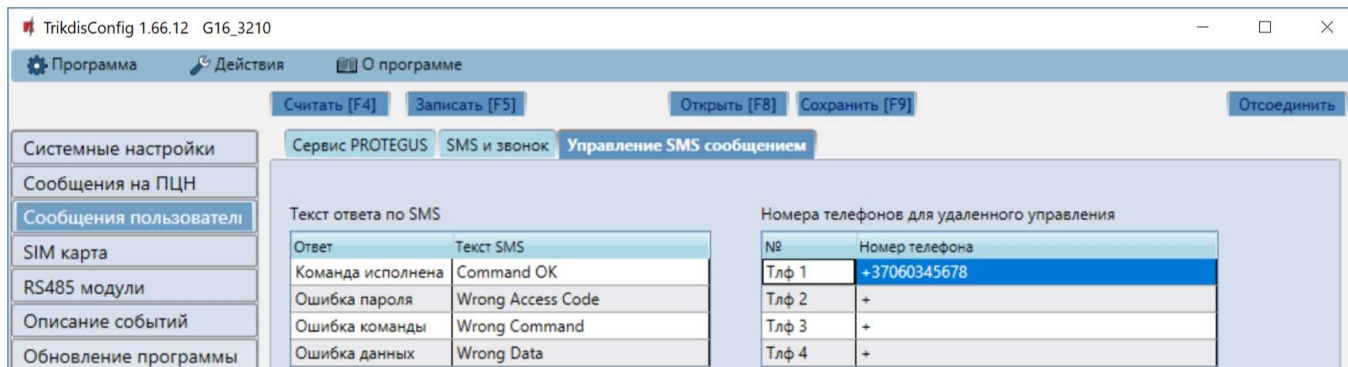 TrikdisConfig 1.66.12 G16_3210
Программа Действия О программе
Считать [F4] Записать [F5] Открыть [F8] Сохранить [F9] Отсоединить
Системные настройки
Сообщения на ПЦН
Сообщения пользовател
SIM карта
RS485 модули
Описание событий
Обновление программы
Сервис PROTEGUS SMS и звонок Управление SMS сообщением
Текст ответа по SMS
Ответ Текст SMS
Команда исполнена Command OK
Ошибка пароля Wrong Access Code
Ошибка команды Wrong Command
Ошибка данных Wrong Data
Номера телефонов для удаленного управления
№ Номер телефона
Тлф 1 +37060345678
Тлф 2 +
Тлф 3 +
Тлф 4 +